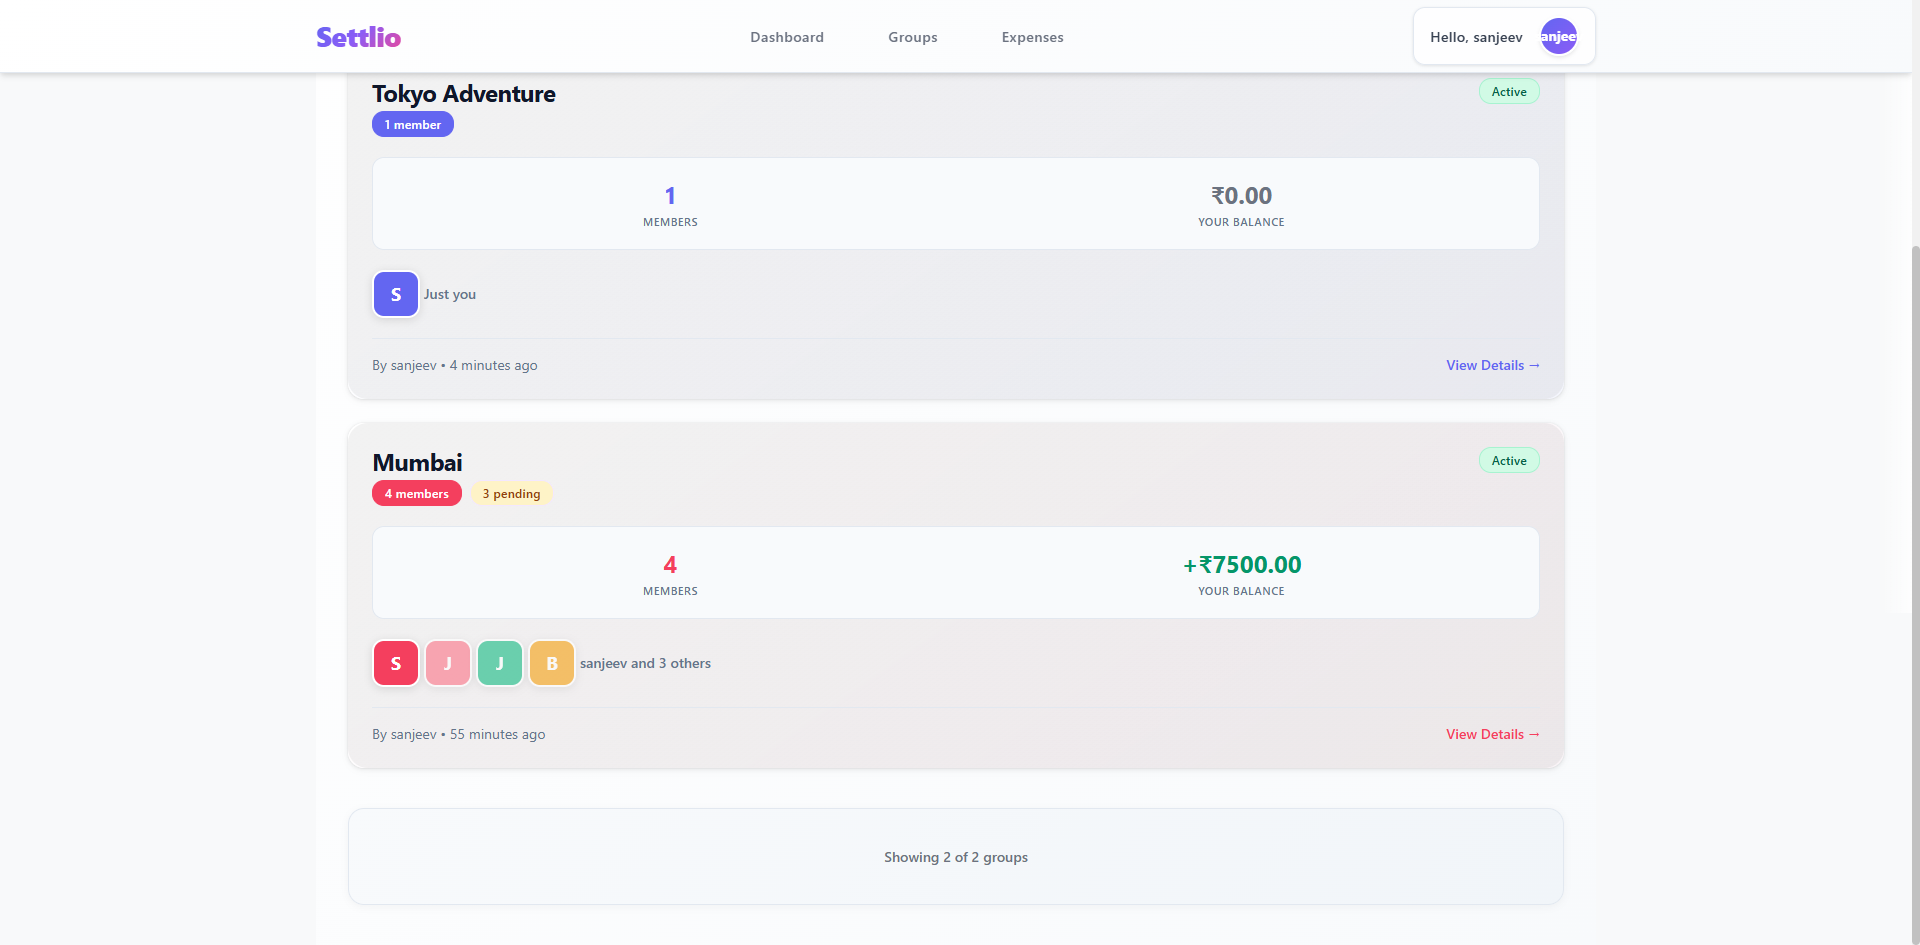 Settlio
Dashboard
Groups
Expenses
Hello, sanjeev
anjee
Tokyo Adventure
Active
1 member
1
MEMBERS
₹0.00
YOUR BALANCE
S
Just you
By sanjeev • 4 minutes ago
View Details →
Mumbai
Active
4 members
3 pending
4
MEMBERS
+₹7500.00
YOUR BALANCE
S
J
J
B
sanjeev and 3 others
By sanjeev • 55 minutes ago
View Details →
Showing 2 of 2 groups